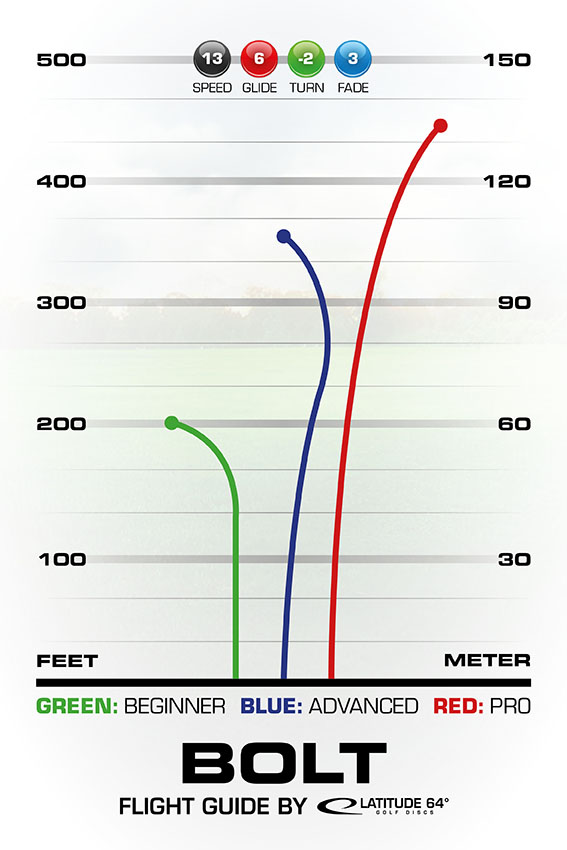 500 13 6 -2 3 150
SPEED GLIDE TURN FADE
400 120
300 90
200 60
100 30
FEET METER
GREEN: BEGINNER BLUE: ADVANCED RED: PRO
BOLT
FLIGHT GUIDE BY LATITUDE 64°
GOLF DISCS